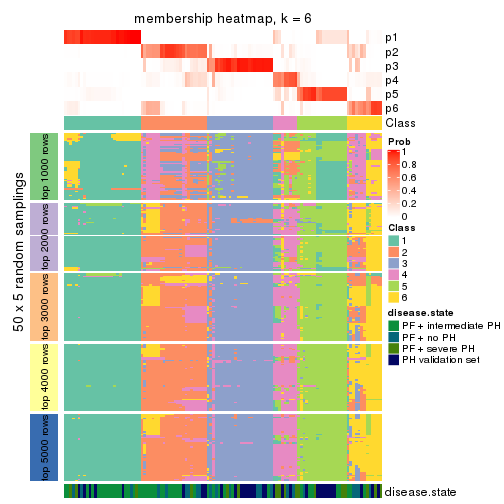 membership heatmap, k = 6
p1
p2
p3
p4
p5
p6
Class
50 x 5 random samplings
top 1000 rows
top 2000 rows
top 3000 rows
top 4000 rows
top 5000 rows
Prob
1
0.8
0.6
0.4
0.2
0
Class
1
2
3
4
5
6
disease.state
PF + intermediate PH
PF + no PH
PF + severe PH
PH validation set
disease.state